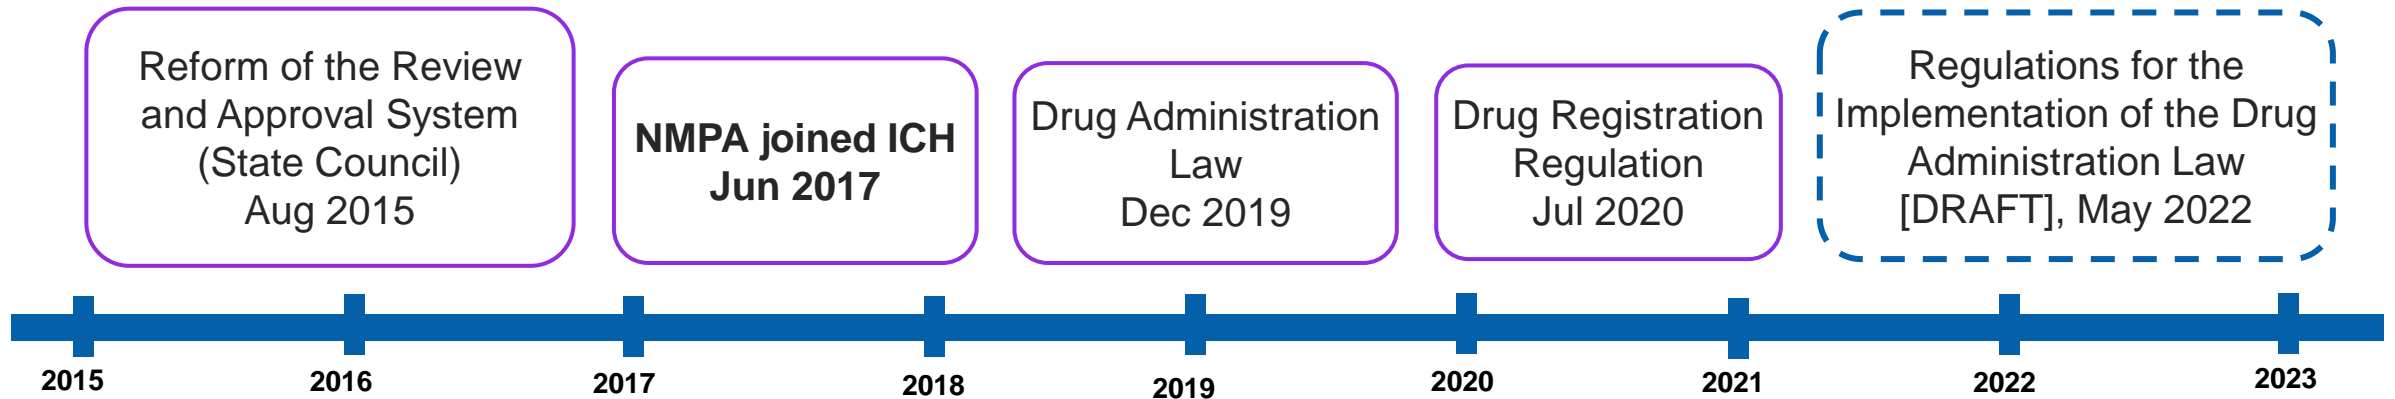 Reform of the Review
and Approval System
(State Council)
Aug 2015
NMPA joined ICH
Jun 2017
Drug Administration
Law
Dec 2019
Drug Registration
Regulation
Jul 2020
Regulations for the
Implementation of the Drug
Administration Law
[DRAFT], May 2022
2015
2016
2017
2018
2019
2020
2021
2022
2023